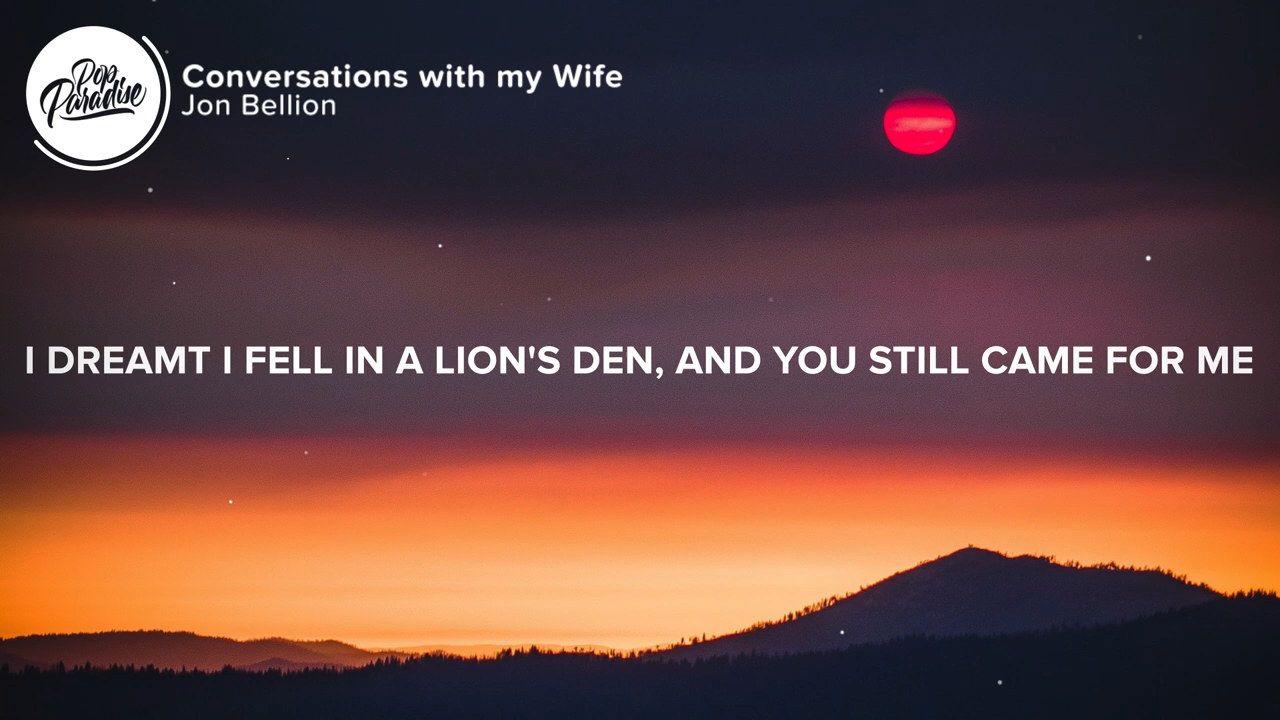 Pop
Paradise
Conversations with my Wife
Jon Bellion
I DREAMT I FELL IN A LION'S DEN, AND YOU STILL CAME FOR ME